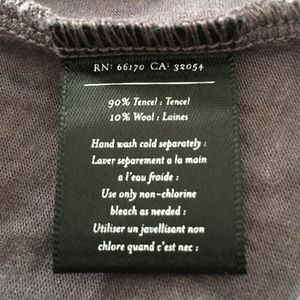 RN: 66170 CA: 32054
90% Tencel : Tencel
10% Wool : Laines
Hand wash cold separately :
Laver separement a la main
a l'eau froide :
Use only non-chlorine
bleach as needed :
Utiliser un javellisant non
chlore quand c'est nec :